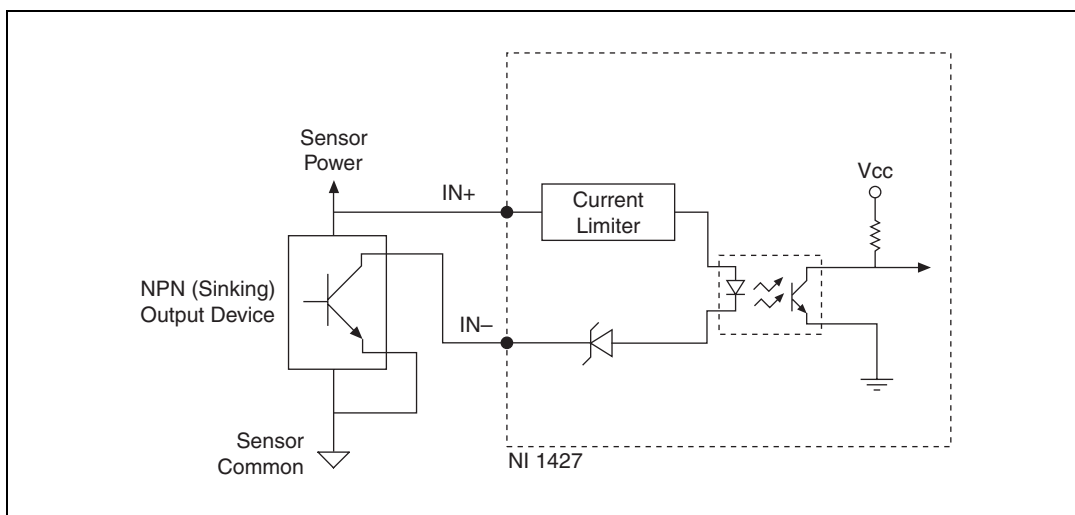 Sensor
Power
IN+
Current
Limiter
Vcc
NPN (Sinking)
Output Device
IN–
Sensor
Common
NI 1427